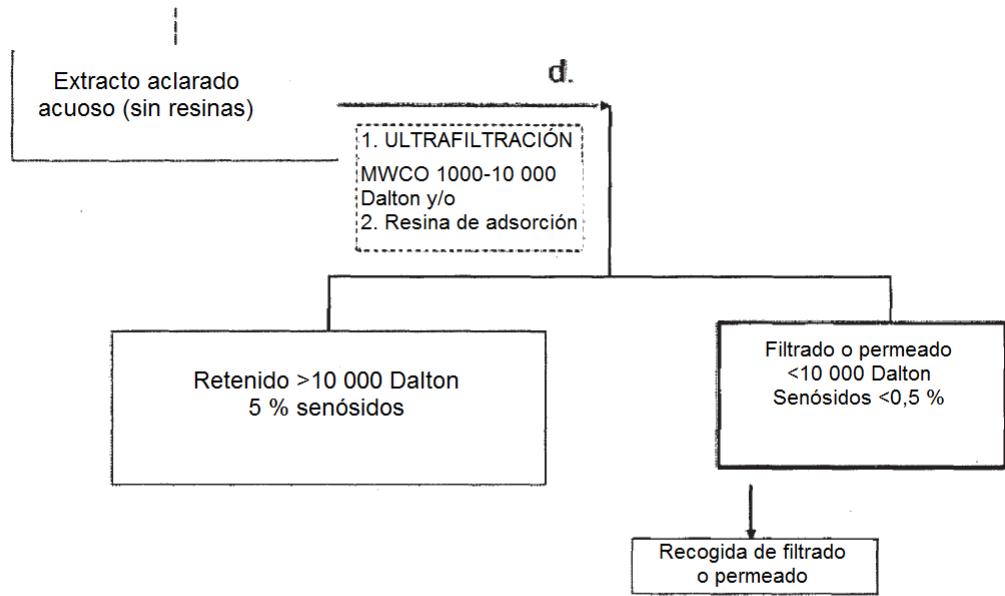 Extracto aclarado
acuoso (sin resinas)
d.
1. ULTRAFILTRACIÓN
MWCO 1000-10 000
Dalton y/o
2. Resina de adsorción
Retenido >10 000 Dalton
5 % senósidos
Filtrado o permeado
<10 000 Dalton
Senósidos <0,5 %
Recogida de filtrado
o permeado